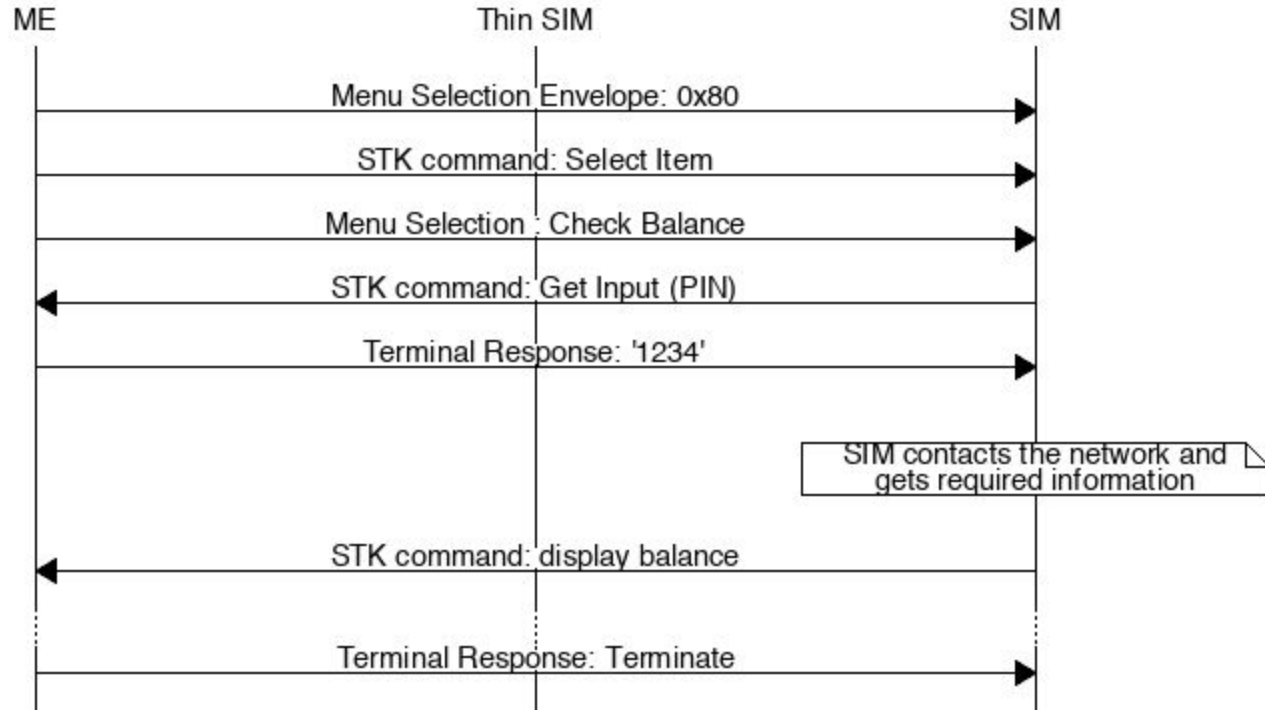 ME Thin SIM SIM
Menu Selection Envelope: 0x80
STK command: Select Item
Menu Selection : Check Balance
STK command: Get Input (PIN)
Terminal Response: '1234'
SIM contacts the network and
gets required information
STK command: display balance
Terminal Response: Terminate